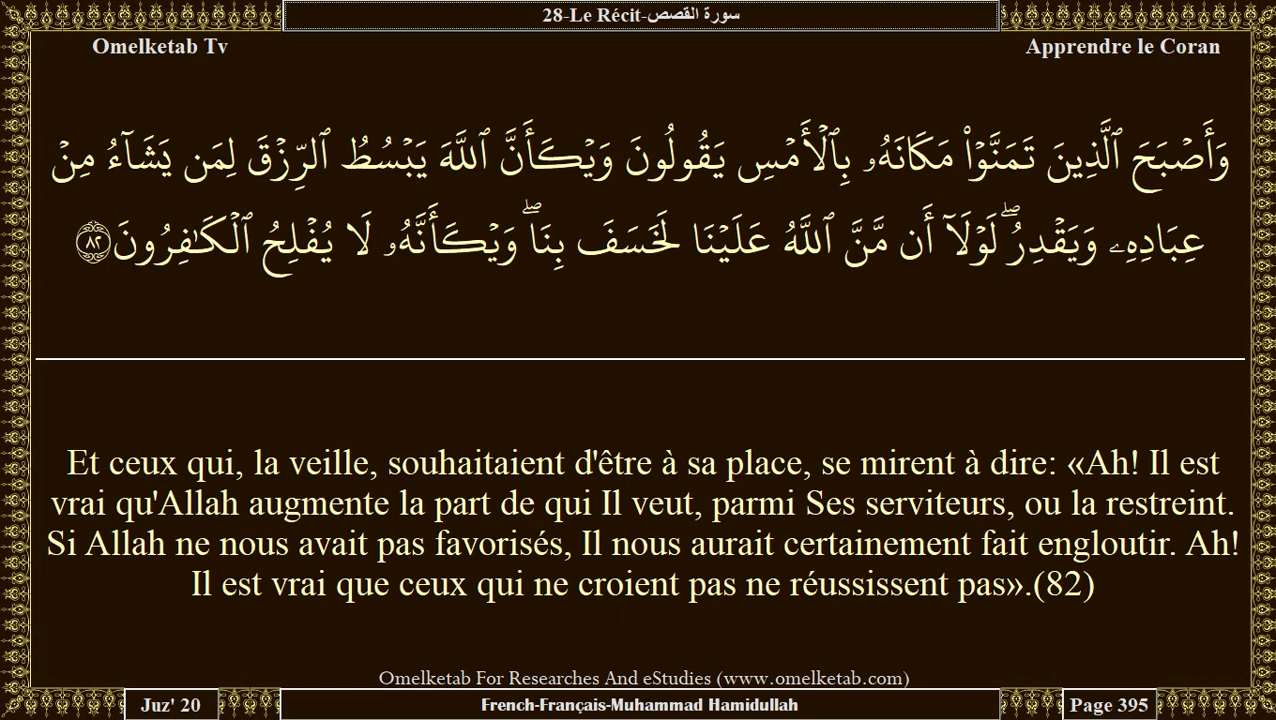 28-Le Récit-سورة القصص
Omelketab Tv
Apprendre le Coran
وَأَصۡبَحَ ٱلَّذِينَ تَمَنَّوۡاْ مَكَانَهُۥ بِٱلۡأَمۡسِ يَقُولُونَ وَيۡكَأَنَّ ٱللَّهَ يَبۡسُطُ ٱلرِّزۡقَ لِمَن يَشَآءُ مِنۡ
عِبَادِهِۦ وَيَقۡدِرُۖ لَوۡلَآ أَن مَّنَّ ٱللَّهُ عَلَيۡنَا لَخَسَفَ بِنَاۖ وَيۡكَأَنَّهُۥ لَا يُفۡلِحُ ٱلۡكَٰفِرُونَ ٨٢
Et ceux qui, la veille, souhaitaient d'être à sa place, se mirent à dire: «Ah! Il est
vrai qu'Allah augmente la part de qui Il veut, parmi Ses serviteurs, ou la restreint.
Si Allah ne nous avait pas favorisés, Il nous aurait certainement fait engloutir. Ah!
Il est vrai que ceux qui ne croient pas ne réussissent pas».(82)
Omelketab For Researches And eStudies (www.omelketab.com)
Juz' 20
French-Français-Muhammad Hamidullah
Page 395